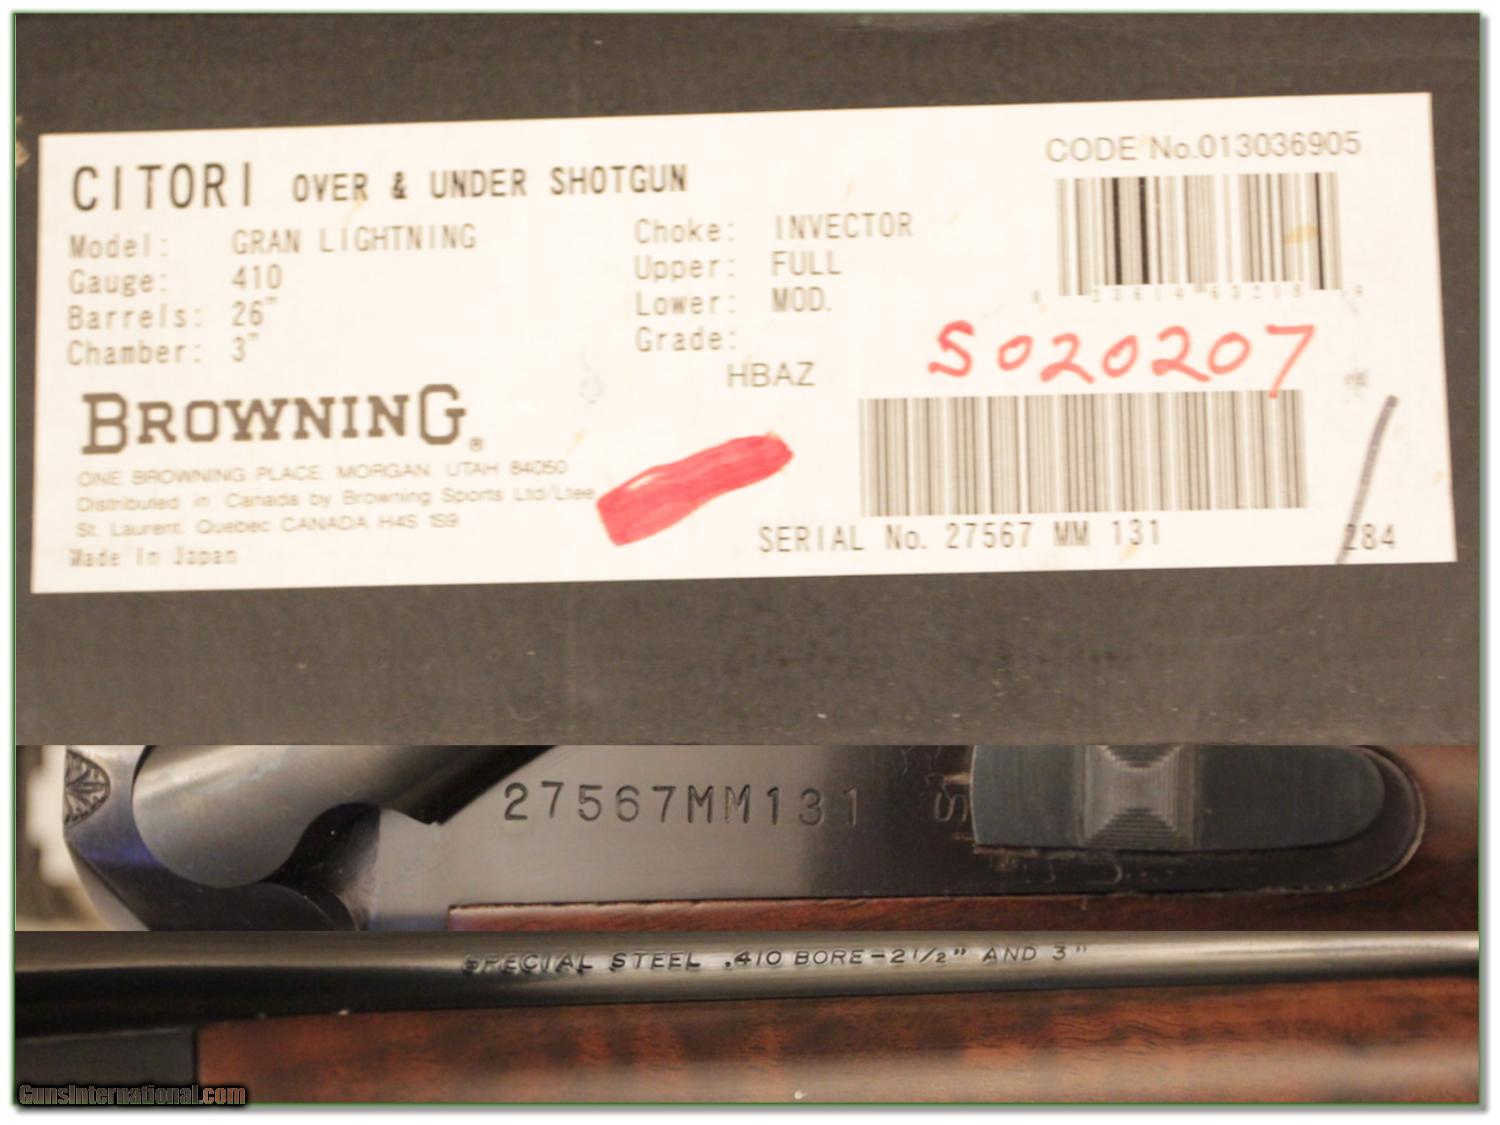 CITORI OVER & UNDER SHOTGUN
Model: GRAN LIGHTNING
Gauge: 410
Barrels: 26"
Chamber: 3"
Choke: INVECTOR
Upper: FULL
Lower: MOD.
Grade:
HBAZ
CODE No.013036905
S020207
BROWNING®
ONE BROWNING PLACE, MORGAN, UTAH 84050
Distributed in Canada by Browning Sports Ltd/Ltee
St. Laurent, Quebec CANADA H4S 1S9
Made In Japan
SERIAL No. 27567 MM 131
284
27567MM131
S
SPECIAL STEEL .410 BORE-2 1/2" AND 3"
GunsInternational.com